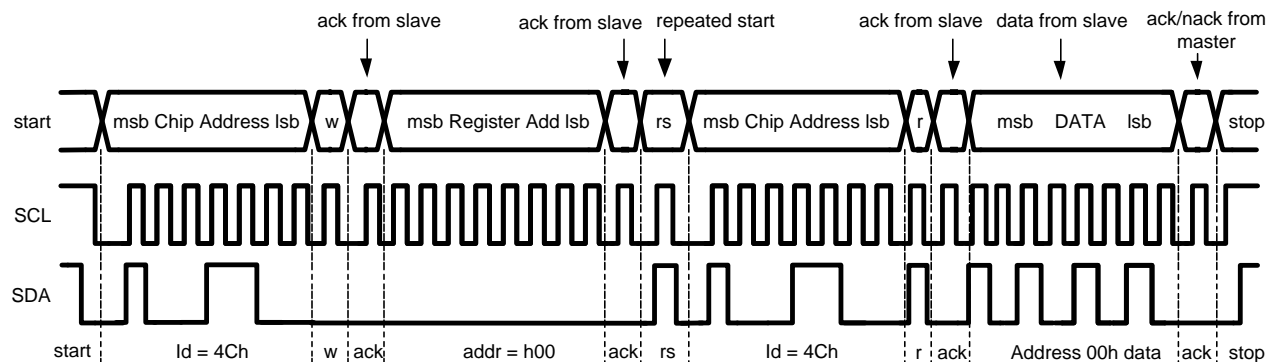 ack from slave
ack from slave
repeated start
ack from slave
data from slave
ack/nack from
master
start
msb Chip Address lsb
w
msb Register Add lsb
rs
msb Chip Address lsb
r
msb DATA lsb
stop
SCL
SDA
start
Id = 4Ch
w
ack
addr = h00
ack
rs
Id = 4Ch
r
ack
Address 00h data
ack
stop